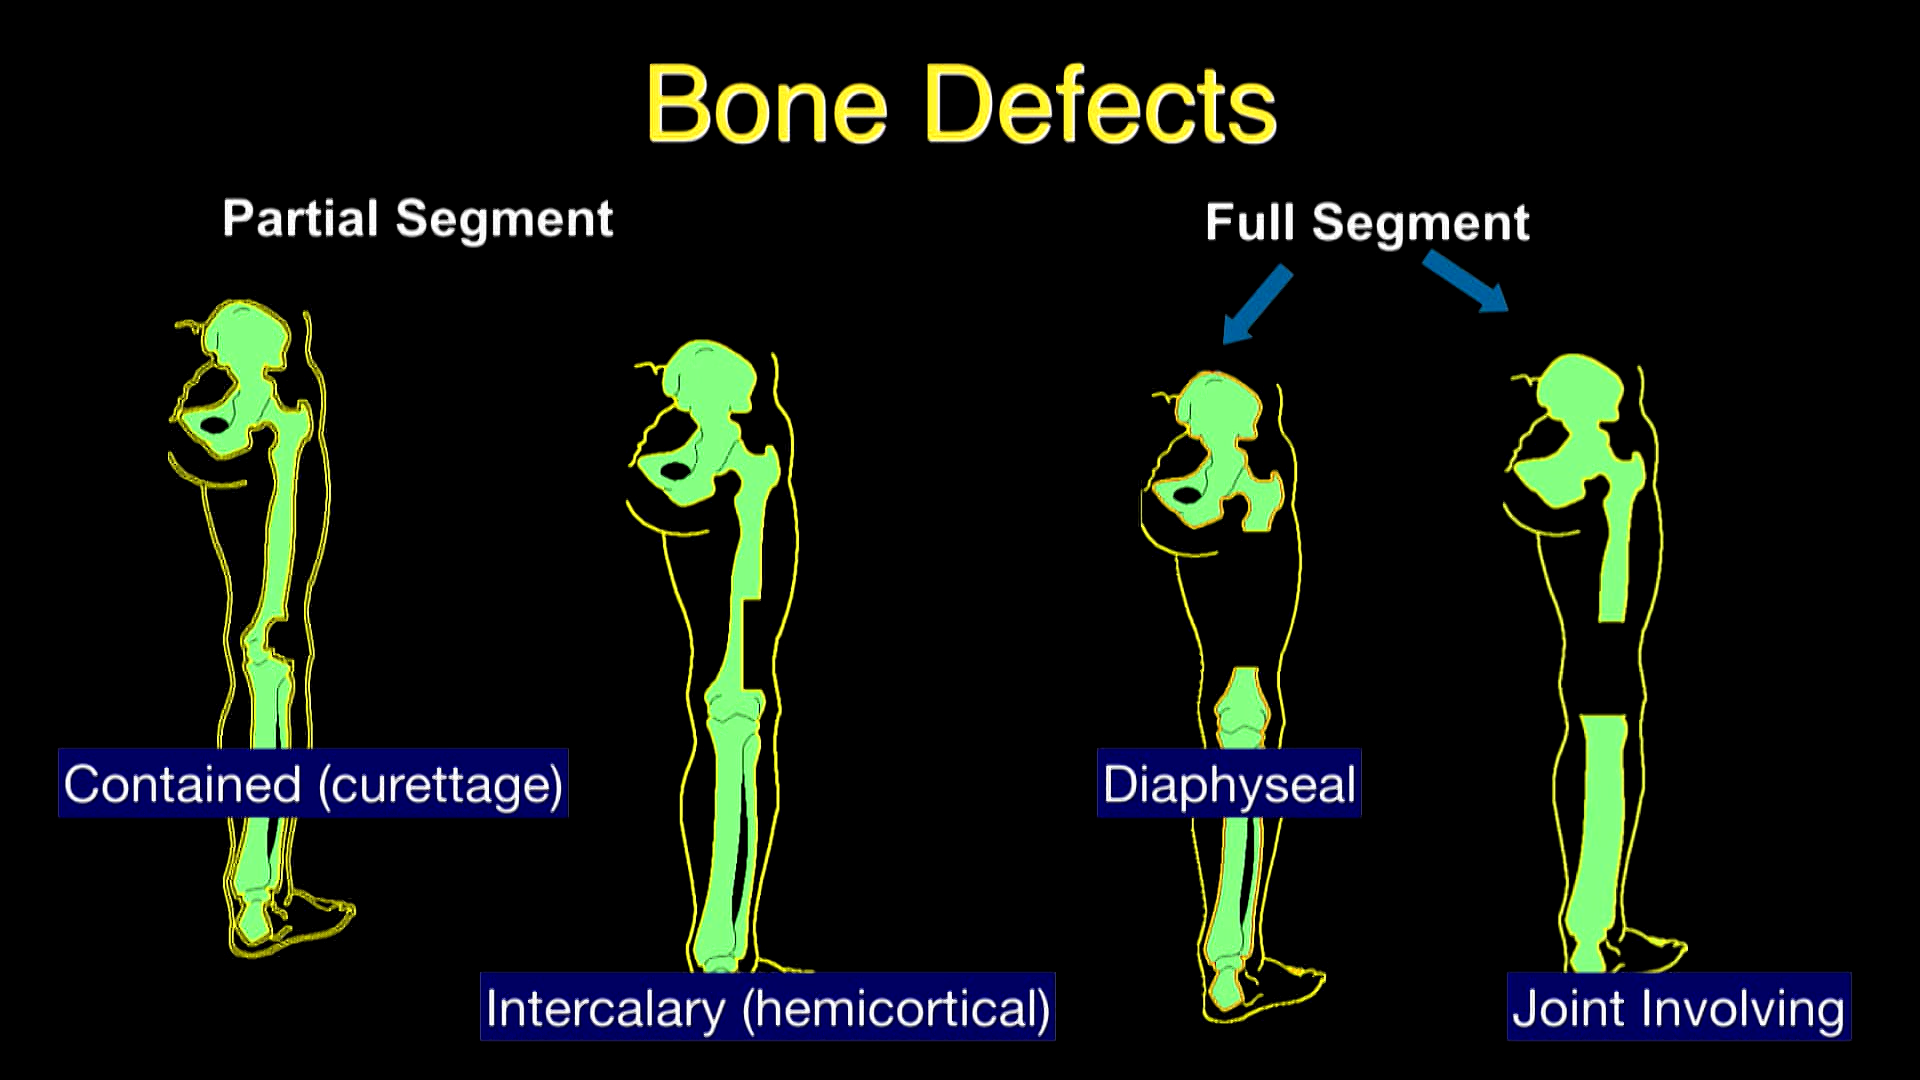 Bone Defects
Partial Segment
Full Segment
Contained (curettage)
Diaphyseal
Intercalary (hemicortical)
Joint Involving